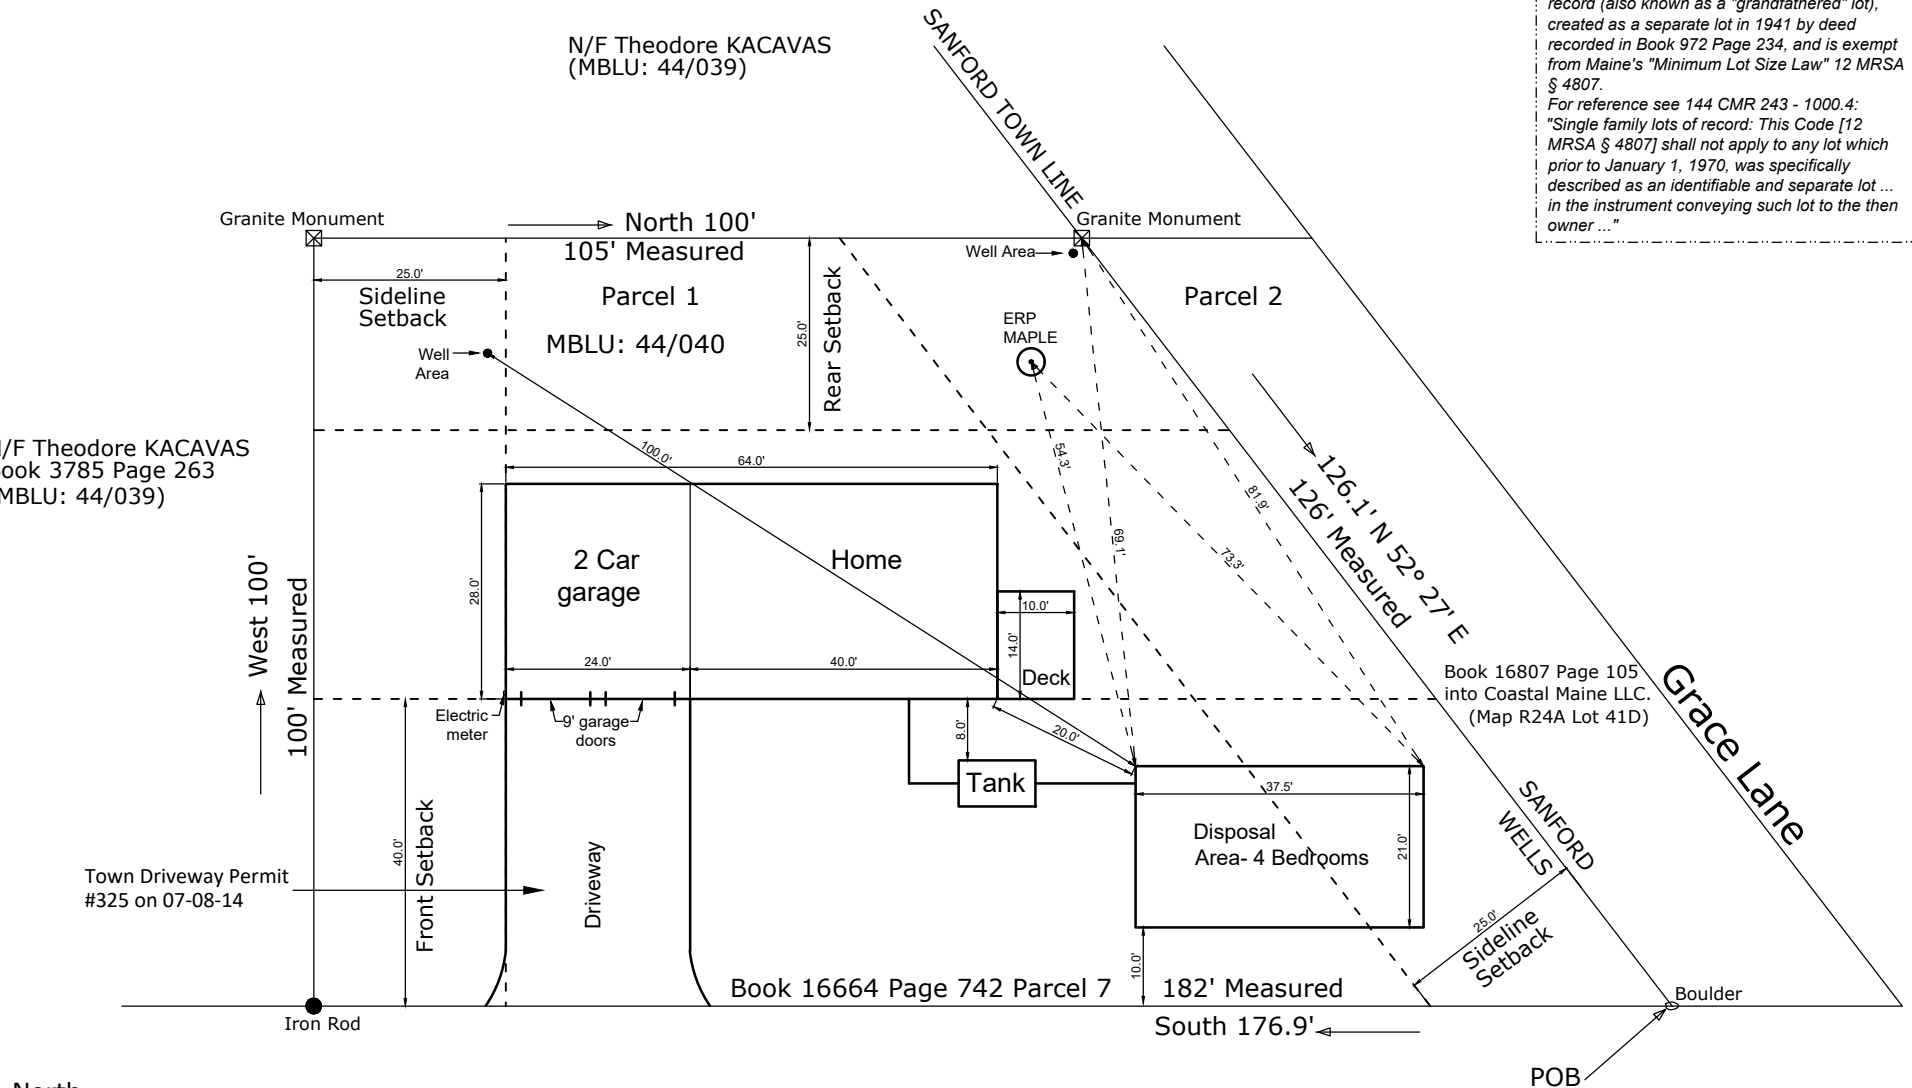 record (also known as a "grandfathered" lot),
created as a separate lot in 1941 by deed
recorded in Book 972 Page 234, and is exempt
from Maine's "Minimum Lot Size Law" 12 MRSA
§ 4807.
For reference see 144 CMR 243 - 1000.4:
"Single family lots of record: This Code [12
MRSA § 4807] shall not apply to any lot which
prior to January 1, 1970, was specifically
described as an identifiable and separate lot ...
in the instrument conveying such lot to the then
owner ..."
N/F Theodore KACAVAS
(MBLU: 44/039)
SANFORD TOWN LINE
Granite Monument
North 100'
105' Measured
Granite Monument
Well Area
25.0'
Sideline
Setback
Parcel 1
MBLU: 44/040
25.0'
Rear Setback
Parcel 2
ERP
MAPLE
Well
Area
N/F Theodore KACAVAS
Book 3785 Page 263
(MBLU: 44/039)
100.0'
64.0'
54.3'
69.1'
81.9'
73.3'
126.1' N 52° 27' E
126' Measured
28.0'
2 Car
garage
Home
10.0'
14.0'
Deck
24.0'
40.0'
West 100'
100' Measured
Electric
meter
9' garage
doors
8.0'
20.0'
Tank
Book 16807 Page 105
into Coastal Maine LLC.
(Map R24A Lot 41D)
Grace Lane
37.5'
Disposal
Area- 4 Bedrooms
21.0'
SANFORD
WELLS
40.0'
Front Setback
Driveway
Town Driveway Permit
#325 on 07-08-14
10.0'
25.0'
Sideline
Setback
Book 16664 Page 742 Parcel 7
182' Measured
Boulder
Iron Rod
South 176.9'
POB
North